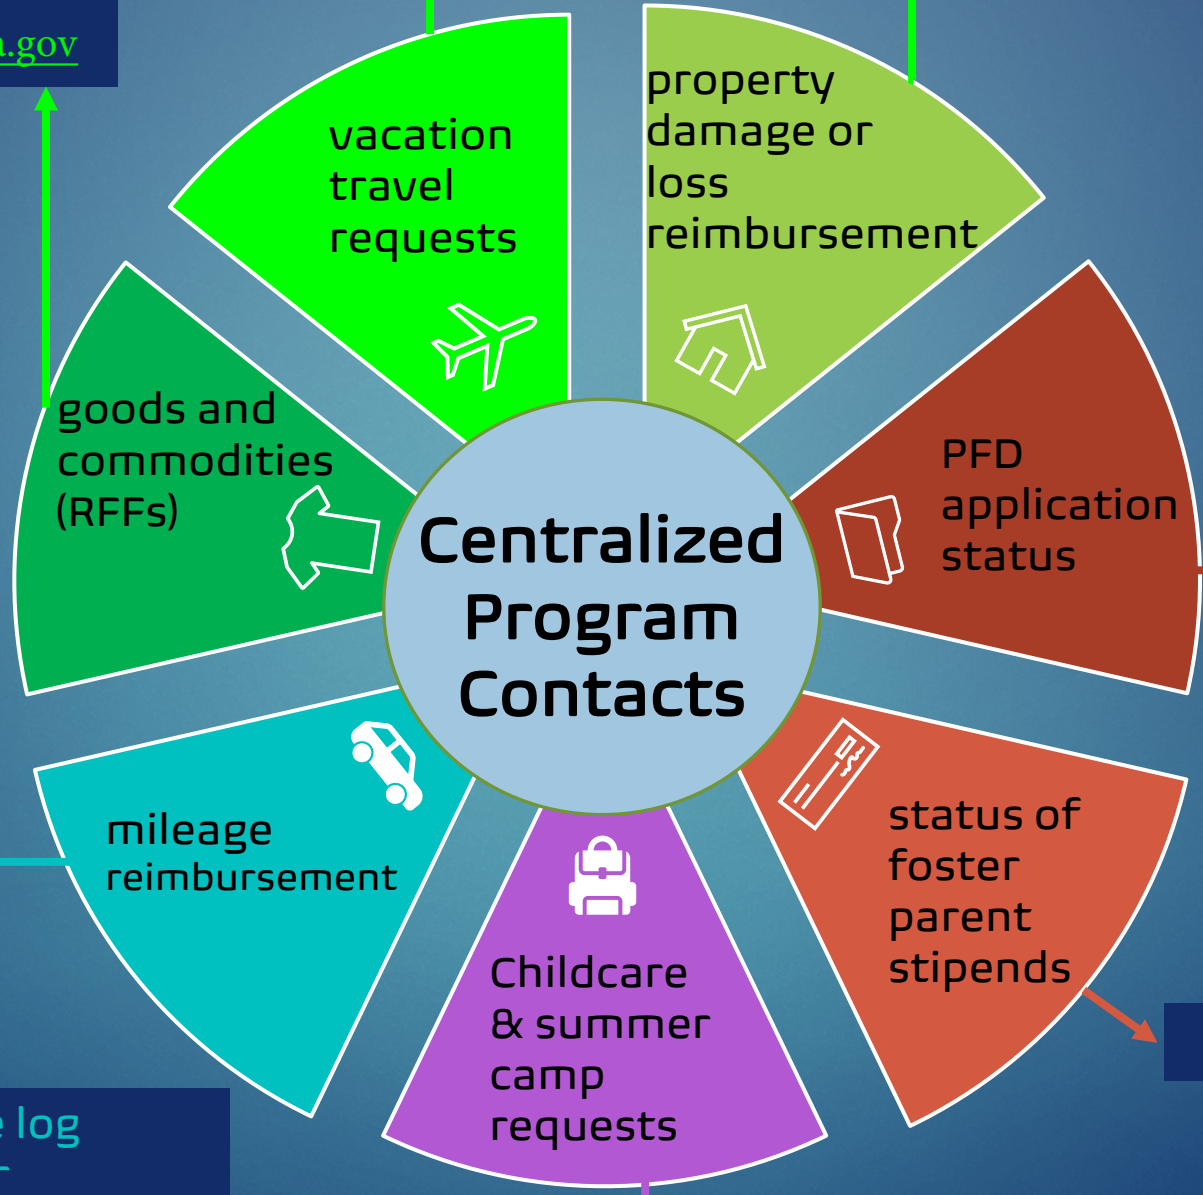 vacation
travel
requests
property
damage or
loss
reimbursement
goods and
commodities
(RFFs)
PFD
application
status
Centralized
Program
Contacts
mileage
reimbursement
status of
foster
parent
stipends
Childcare
& summer
camp
requests
log